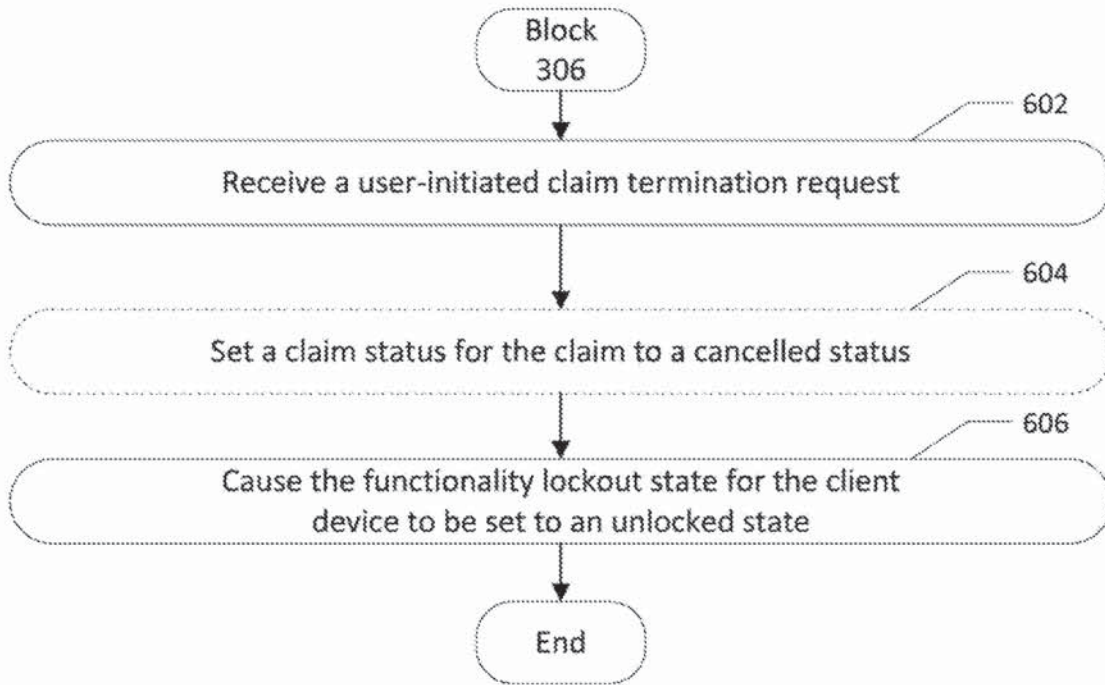 Block
306
602
Receive a user-initiated claim termination request
604
Set a claim status for the claim to a cancelled status
606
Cause the functionality lockout state for the client
device to be set to an unlocked state
End